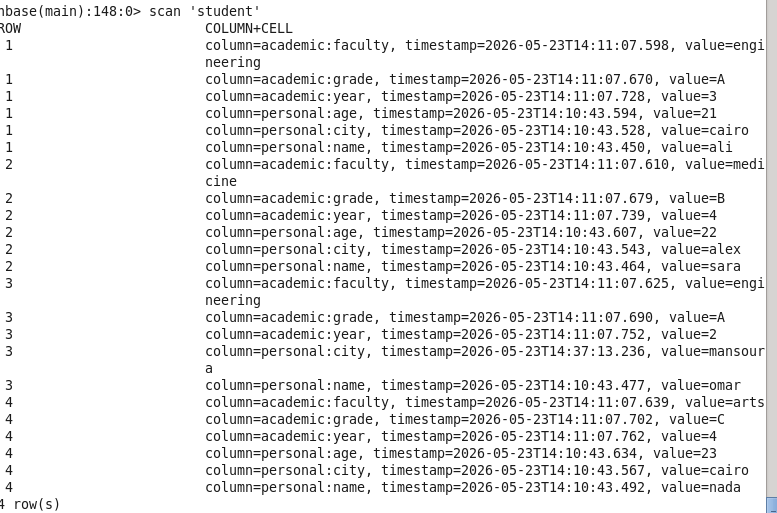 hbase(main):148:0> scan 'student'
ROW COLUMN+CELL
1 column=academic:faculty, timestamp=2026-05-23T14:11:07.598, value=engi
neering
1 column=academic:grade, timestamp=2026-05-23T14:11:07.670, value=A
1 column=academic:year, timestamp=2026-05-23T14:11:07.728, value=3
1 column=personal:age, timestamp=2026-05-23T14:10:43.594, value=21
1 column=personal:city, timestamp=2026-05-23T14:10:43.528, value=cairo
1 column=personal:name, timestamp=2026-05-23T14:10:43.450, value=ali
2 column=academic:faculty, timestamp=2026-05-23T14:11:07.610, value=medi
cine
2 column=academic:grade, timestamp=2026-05-23T14:11:07.679, value=B
2 column=academic:year, timestamp=2026-05-23T14:11:07.739, value=4
2 column=personal:age, timestamp=2026-05-23T14:10:43.607, value=22
2 column=personal:city, timestamp=2026-05-23T14:10:43.543, value=alex
2 column=personal:name, timestamp=2026-05-23T14:10:43.464, value=sara
3 column=academic:faculty, timestamp=2026-05-23T14:11:07.625, value=engi
neering
3 column=academic:grade, timestamp=2026-05-23T14:11:07.690, value=A
3 column=academic:year, timestamp=2026-05-23T14:11:07.752, value=2
3 column=personal:city, timestamp=2026-05-23T14:37:13.236, value=mansour
a
3 column=personal:name, timestamp=2026-05-23T14:10:43.477, value=omar
4 column=academic:faculty, timestamp=2026-05-23T14:11:07.639, value=arts
4 column=academic:grade, timestamp=2026-05-23T14:11:07.702, value=C
4 column=academic:year, timestamp=2026-05-23T14:11:07.762, value=4
4 column=personal:age, timestamp=2026-05-23T14:10:43.634, value=23
4 column=personal:city, timestamp=2026-05-23T14:10:43.567, value=cairo
4 column=personal:name, timestamp=2026-05-23T14:10:43.492, value=nada
4 row(s)